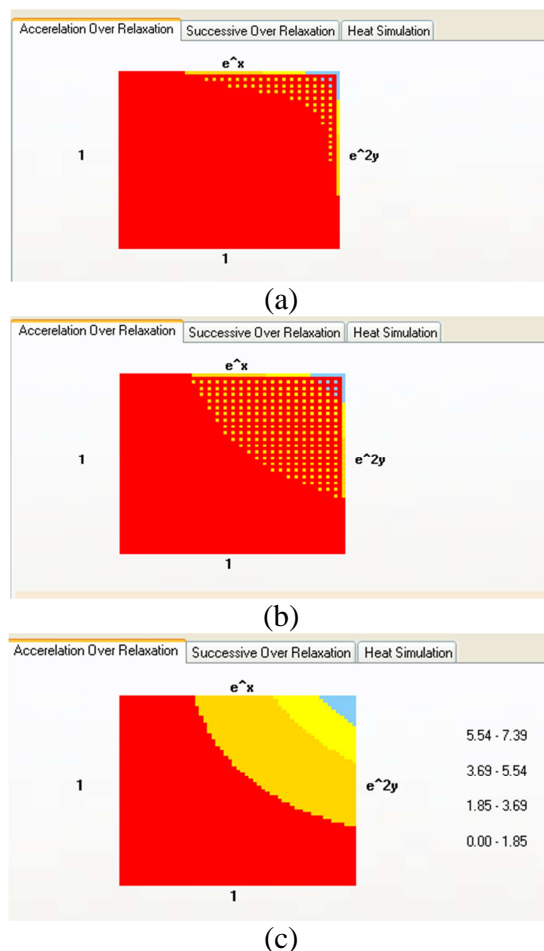 Accerelation Over Relaxation Successive Over Relaxation Heat Simulation
e^x
1 e^2y
1
(a)
Accerelation Over Relaxation Successive Over Relaxation Heat Simulation
e^x
1 e^2y
1
(b)
Accerelation Over Relaxation Successive Over Relaxation Heat Simulation
e^x
5.54 - 7.39
3.69 - 5.54
1 e^2y
1.85 - 3.69
0.00 - 1.85
1
(c)